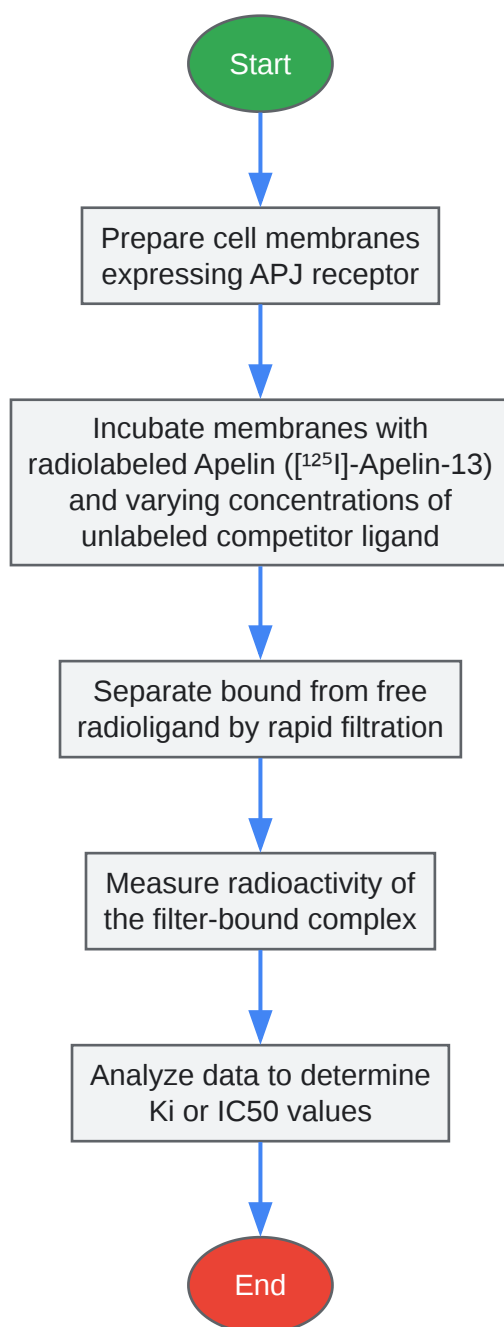 Start
Prepare cell membranes
expressing APJ receptor
Incubate membranes with
radiolabeled Apelin ([¹²⁵I]-Apelin-13)
and varying concentrations of
unlabeled competitor ligand
Separate bound from free
radioligand by rapid filtration
Measure radioactivity of
the filter-bound complex
Analyze data to determine
Ki or IC50 values
End